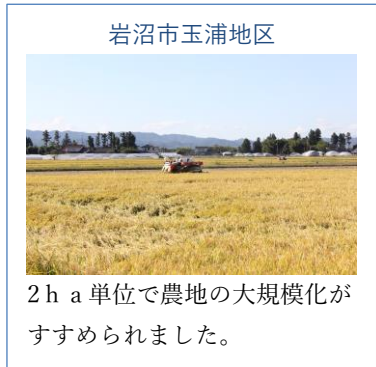 岩沼市玉浦地区
2ｈａ単位で農地の大規模化が
すすめられました。